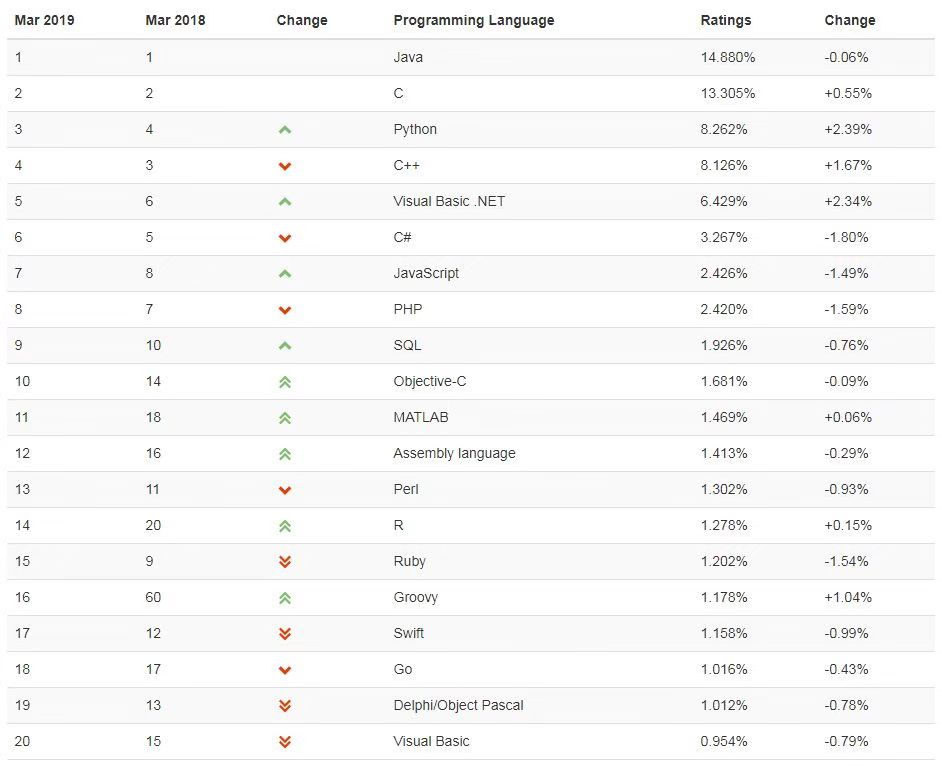 Mar 2019 Mar 2018 Change Programming Language Ratings Change
1 1 Java 14.880% -0.06%
2 2 C 13.305% +0.55%
3 4 Python 8.262% +2.39%
4 3 C++ 8.126% +1.67%
5 6 Visual Basic .NET 6.429% +2.34%
6 5 C# 3.267% -1.80%
7 8 JavaScript 2.426% -1.49%
8 7 PHP 2.420% -1.59%
9 10 SQL 1.926% -0.76%
10 14 Objective-C 1.681% -0.09%
11 18 MATLAB 1.469% +0.06%
12 16 Assembly language 1.413% -0.29%
13 11 Perl 1.302% -0.93%
14 20 R 1.278% +0.15%
15 9 Ruby 1.202% -1.54%
16 60 Groovy 1.178% +1.04%
17 12 Swift 1.158% -0.99%
18 17 Go 1.016% -0.43%
19 13 Delphi/Object Pascal 1.012% -0.78%
20 15 Visual Basic 0.954% -0.79%